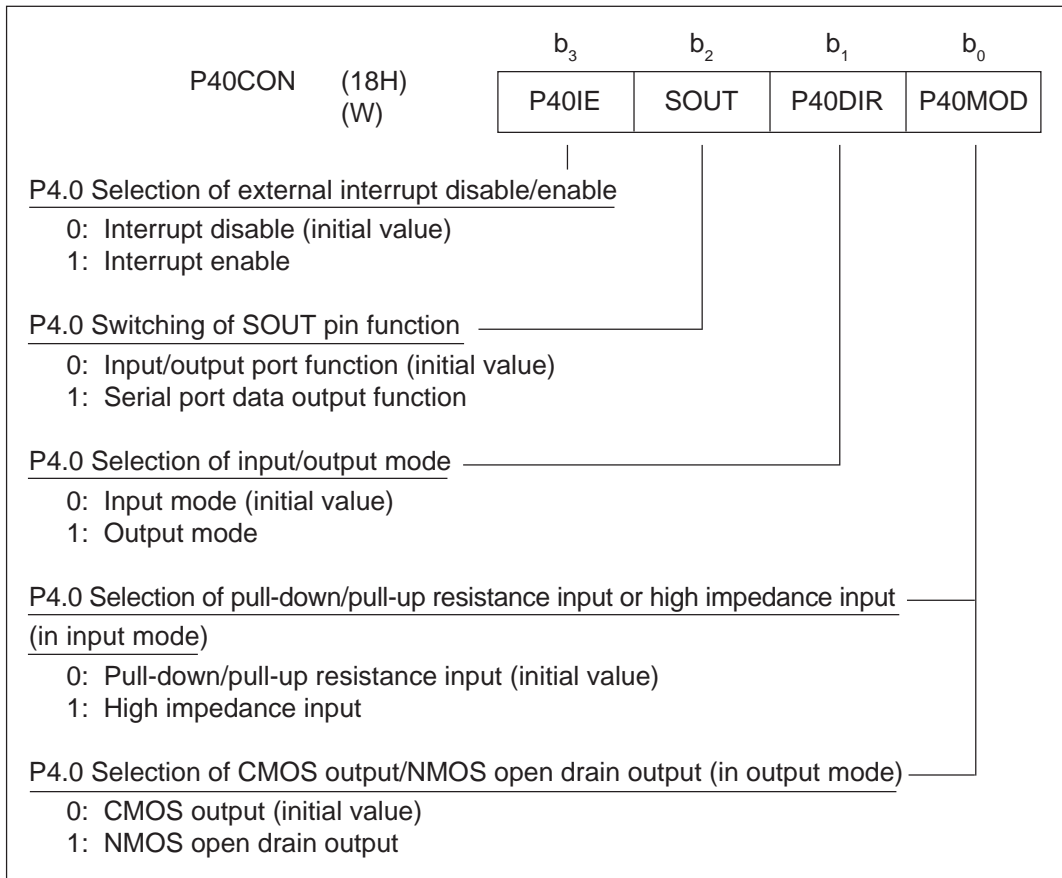 b3 b2 b1 b0
P40CON (18H) P40IE SOUT P40DIR P40MOD
(W)
P4.0 Selection of external interrupt disable/enable
0: Interrupt disable (initial value)
1: Interrupt enable
P4.0 Switching of SOUT pin function
0: Input/output port function (initial value)
1: Serial port data output function
P4.0 Selection of input/output mode
0: Input mode (initial value)
1: Output mode
P4.0 Selection of pull-down/pull-up resistance input or high impedance input
(in input mode)
0: Pull-down/pull-up resistance input (initial value)
1: High impedance input
P4.0 Selection of CMOS output/NMOS open drain output (in output mode)
0: CMOS output (initial value)
1: NMOS open drain output